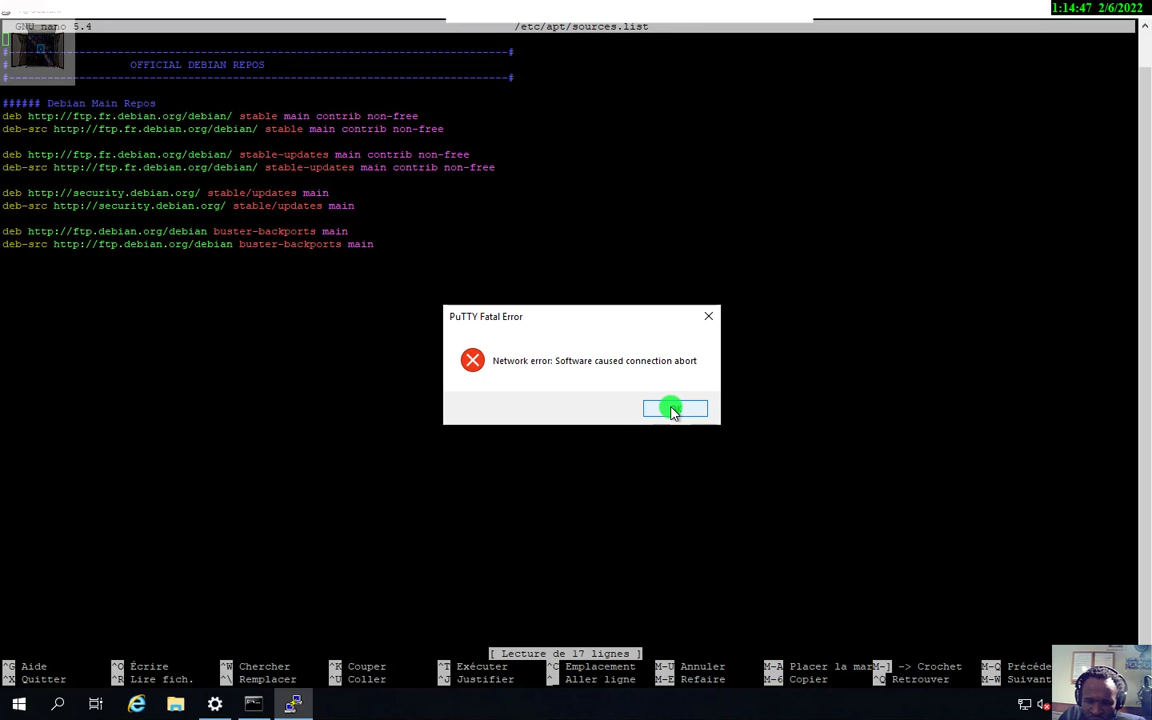 1:14:47 2/6/2022
GNU nano 5.4 /etc/apt/sources.list
#------------------------------------------------------------------------------#
# OFFICIAL DEBIAN REPOS
#------------------------------------------------------------------------------#
###### Debian Main Repos
deb http://ftp.fr.debian.org/debian/ stable main contrib non-free
deb-src http://ftp.fr.debian.org/debian/ stable main contrib non-free
deb http://ftp.fr.debian.org/debian/ stable-updates main contrib non-free
deb-src http://ftp.fr.debian.org/debian/ stable-updates main contrib non-free
deb http://security.debian.org/ stable/updates main
deb-src http://security.debian.org/ stable/updates main
deb http://ftp.debian.org/debian buster-backports main
deb-src http://ftp.debian.org/debian buster-backports main
PuTTY Fatal Error
Network error: Software caused connection abort
[ Lecture de 17 lignes ]
^G Aide ^O Écrire ^W Chercher ^K Couper ^T Exécuter ^C Emplacement M-U Annuler M-A Placer la mar M-] -> Crochet M-Q Précéde
^X Quitter ^R Lire fich. ^\ Remplacer ^U Coller ^J Justifier ^_ Aller ligne M-E Refaire M-6 Copier ^Q Retrouver M-W Suivant